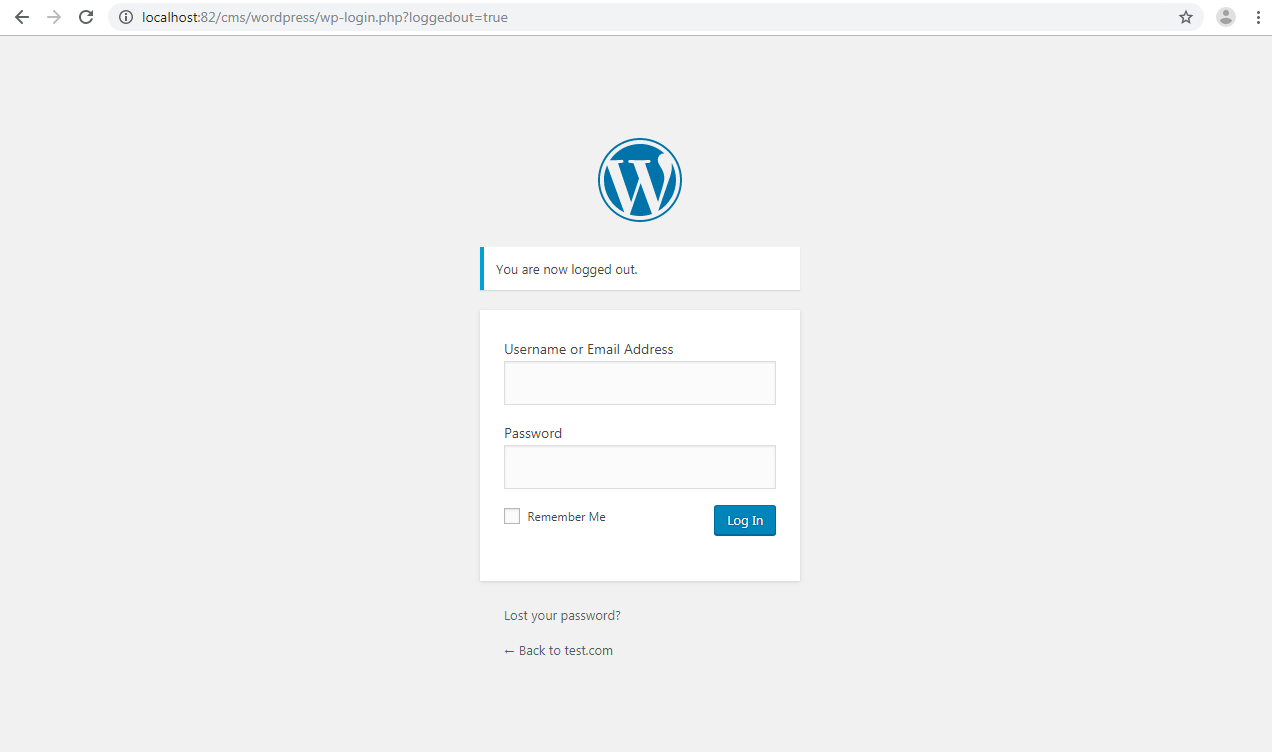 localhost:82/cms/wordpress/wp-login.php?loggedout=true
You are now logged out.
Username or Email Address
Password
Remember Me
Log In
Lost your password?
← Back to test.com